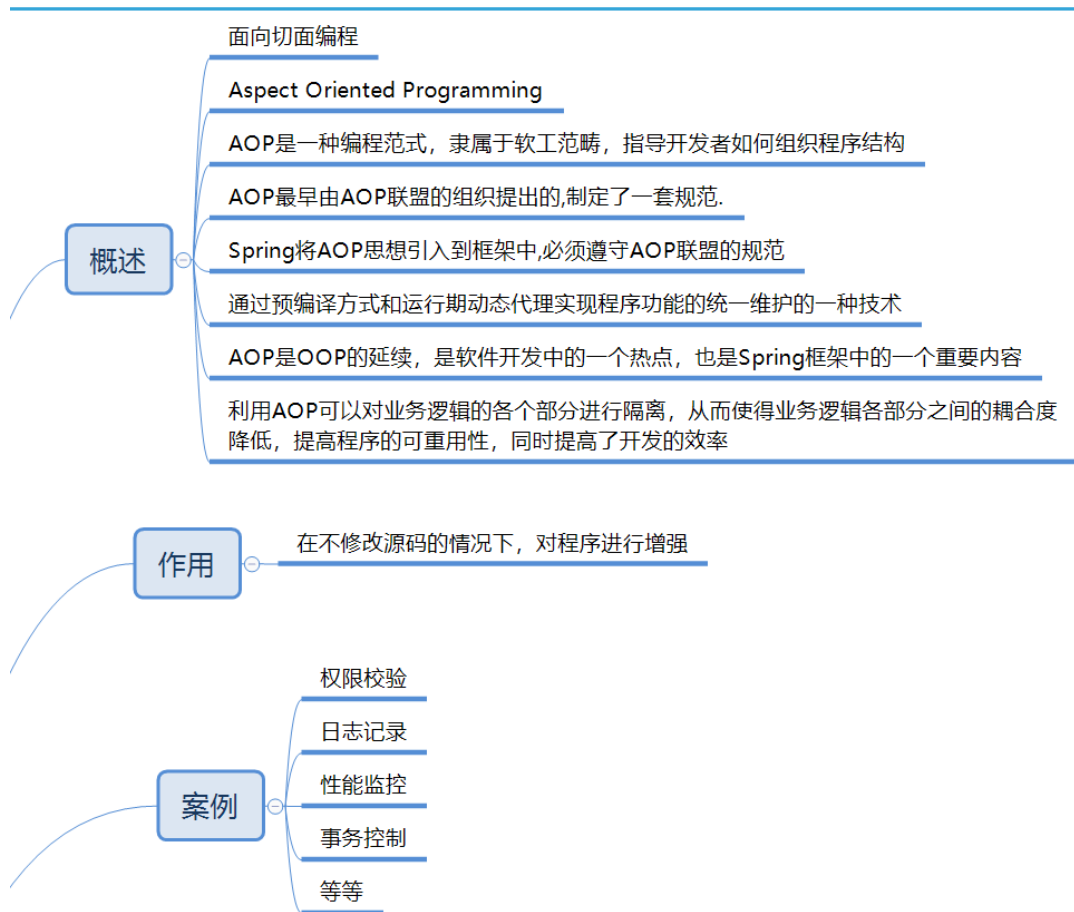 面向切面编程
Aspect Oriented Programming
AOP是一种编程范式，隶属于软工范畴，指导开发者如何组织程序结构
AOP最早由AOP联盟的组织提出的,制定了一套规范.
概述
Spring将AOP思想引入到框架中,必须遵守AOP联盟的规范
通过预编译方式和运行期动态代理实现程序功能的统一维护的一种技术
AOP是OOP的延续，是软件开发中的一个热点，也是Spring框架中的一个重要内容
利用AOP可以对业务逻辑的各个部分进行隔离，从而使得业务逻辑各部分之间的耦合度
降低，提高程序的可重用性，同时提高了开发的效率
作用
在不修改源码的情况下，对程序进行增强
权限校验
日志记录
案例
性能监控
事务控制
等等